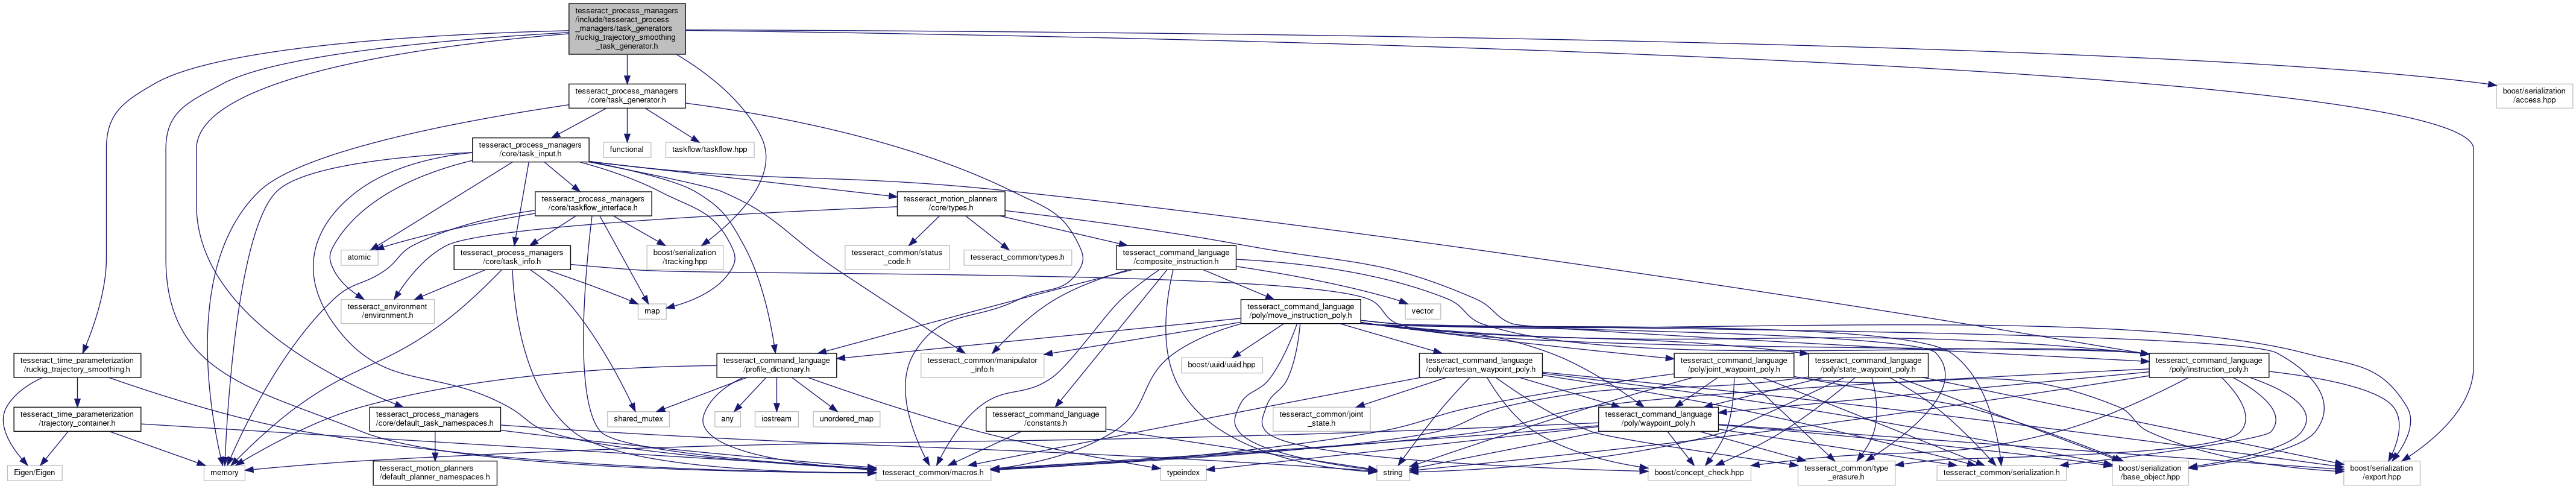 tesseract_process_managers
/include/tesseract_process
_managers/task_generators
/ruckig_trajectory_smoothing
_task_generator.h
boost/serialization
/access.hpp
tesseract_process_managers
/core/task_generator.h
tesseract_process_managers
/core/task_input.h
functional
taskflow/taskflow.hpp
tesseract_process_managers
/core/taskflow_interface.h
tesseract_motion_planners
/core/types.h
atomic
tesseract_process_managers
/core/task_info.h
boost/serialization
/tracking.hpp
tesseract_common/status
_code.h
tesseract_common/types.h
tesseract_command_language
/composite_instruction.h
tesseract_environment
/environment.h
map
tesseract_command_language
/poly/move_instruction_poly.h
vector
tesseract_time_parameterization
/ruckig_trajectory_smoothing.h
tesseract_command_language
/profile_dictionary.h
tesseract_common/manipulator
_info.h
boost/uuid/uuid.hpp
tesseract_command_language
/poly/cartesian_waypoint_poly.h
tesseract_command_language
/poly/joint_waypoint_poly.h
tesseract_command_language
/poly/state_waypoint_poly.h
tesseract_command_language
/poly/instruction_poly.h
tesseract_time_parameterization
/trajectory_container.h
tesseract_process_managers
/core/default_task_namespaces.h
shared_mutex
any
iostream
unordered_map
tesseract_command_language
/constants.h
tesseract_common/joint
_state.h
tesseract_command_language
/poly/waypoint_poly.h
Eigen/Eigen
memory
tesseract_motion_planners
/default_planner_namespaces.h
tesseract_common/macros.h
typeindex
string
boost/concept_check.hpp
tesseract_common/type
_erasure.h
tesseract_common/serialization.h
boost/serialization
/base_object.hpp
boost/serialization
/export.hpp